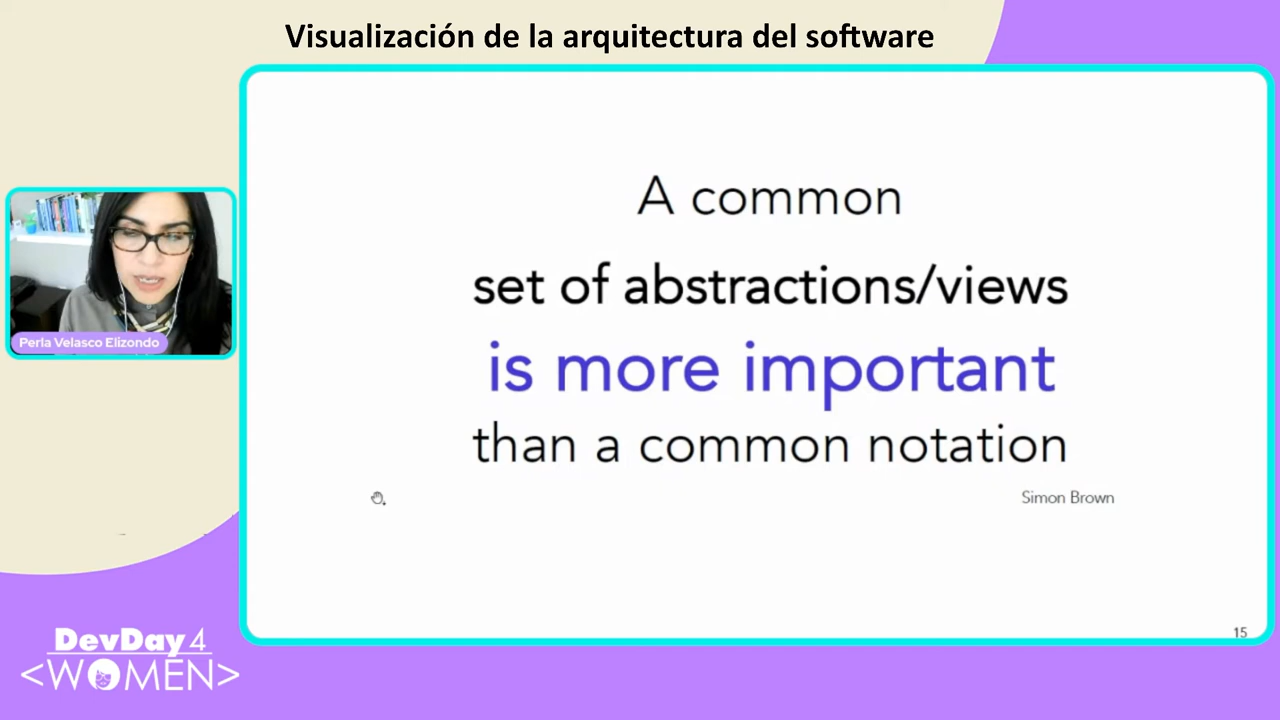 Visualización de la arquitectura del software
A common
set of abstractions/views
is more important
than a common notation
Simon Brown
15
Perla Velasco Elizondo
DevDay4
<WOMEN>